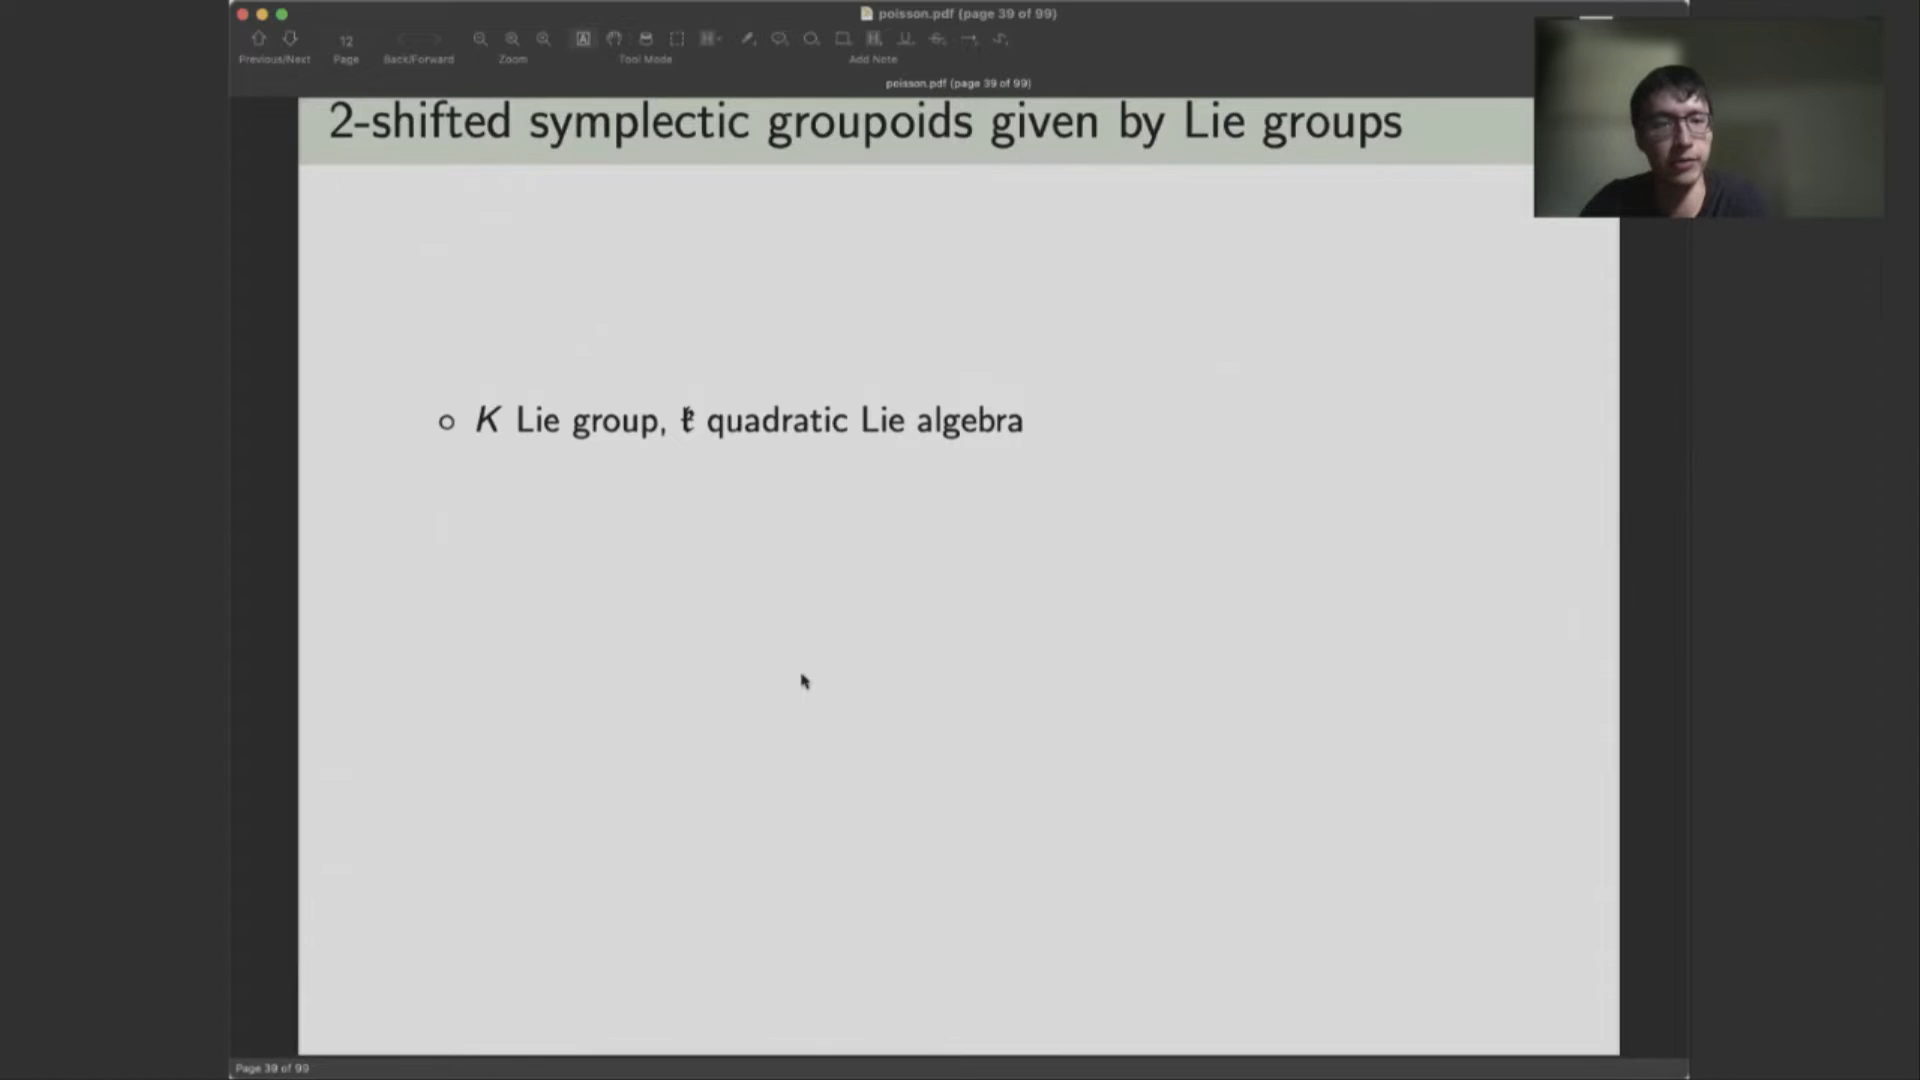 poisson.pdf (page 39 of 99)
12
Previous/Next Page Back/Forward Zoom Tool Mode Add Note
poisson.pdf (page 39 of 99)
2-shifted symplectic groupoids given by Lie groups
○ K Lie group, 𝔨 quadratic Lie algebra
Page 39 of 99